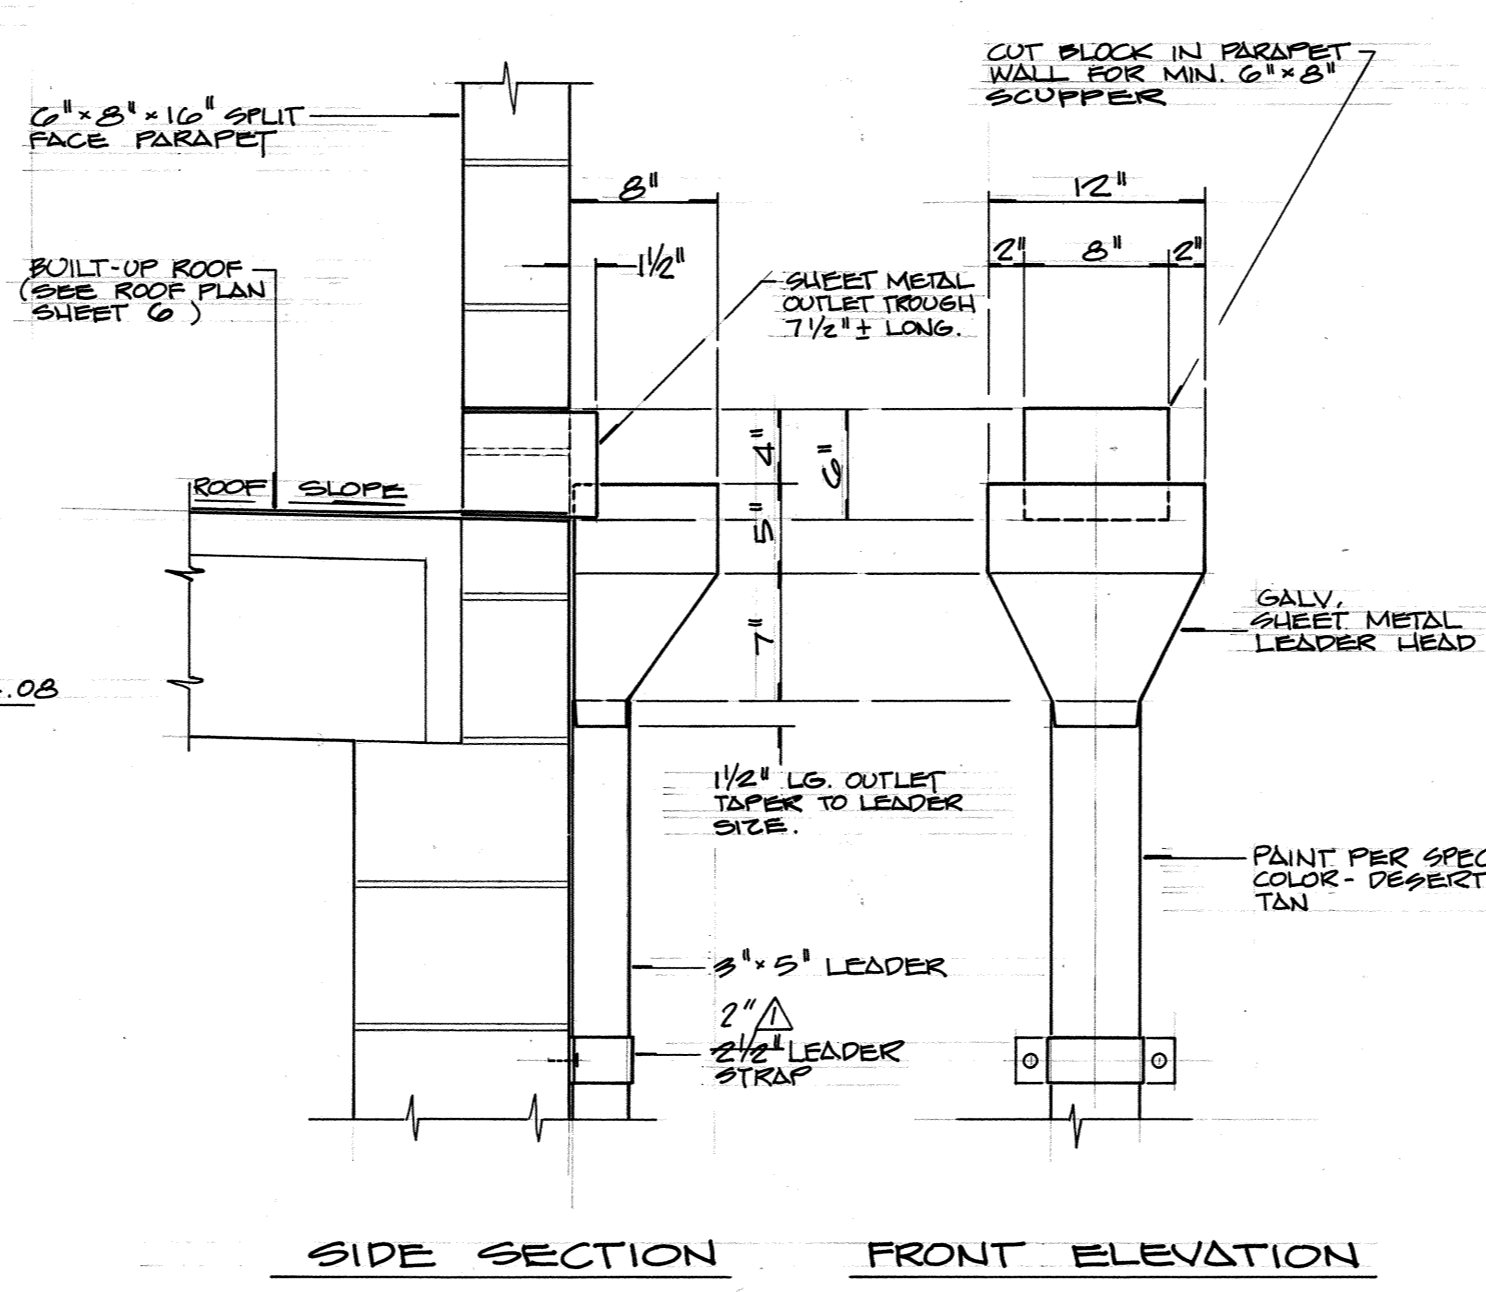 6"×8"×16" SPLIT
FACE PARAPET
BUILT-UP ROOF
(SEE ROOF PLAN
SHEET 6 )
ROOF SLOPE
.08
8"
1½"
SHEET METAL
OUTLET TROUGH
7½"± LONG.
4"
6"
5"
7"
1½" LG. OUTLET
TAPER TO LEADER
SIZE.
3"×5" LEADER
2" 1
2½" LEADER
STRAP
CUT BLOCK IN PARAPET
WALL FOR MIN. 6"×8"
SCUPPER
12"
2" 8" 2"
GALV.
SHEET METAL
LEADER HEAD
PAINT PER SPEC
COLOR- DESERT
TAN
SIDE SECTION
FRONT ELEVATION